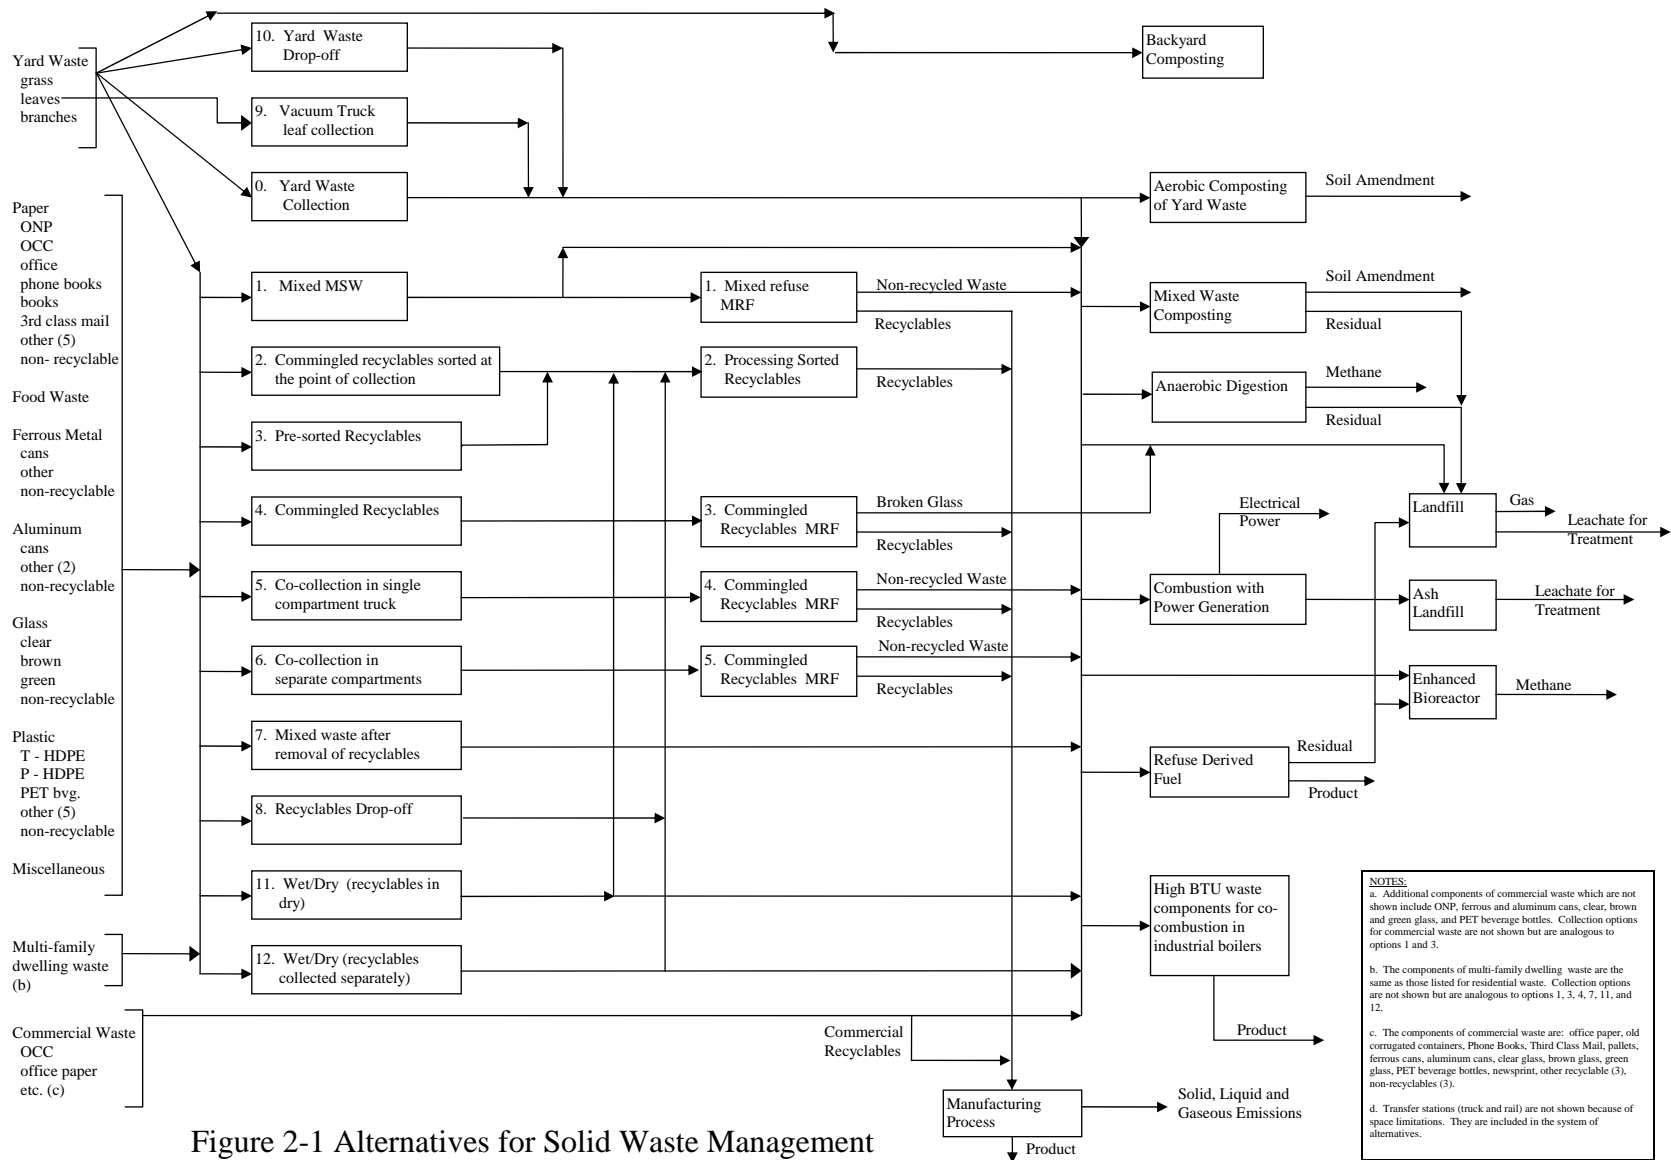 Yard Waste
grass
leaves
branches
Paper
ONP
OCC
office
phone books
books
3rd class mail
other (5)
non- recyclable
Food Waste
Ferrous Metal
cans
other
non-recyclable
Aluminum
cans
other (2)
non-recyclable
Glass
clear
brown
green
non-recyclable
Plastic
T - HDPE
P - HDPE
PET bvg.
other (5)
non-recyclable
Miscellaneous
Multi-family
dwelling waste
(b)
Commercial Waste
OCC
office paper
etc. (c)
10. Yard Waste
Drop-off
9. Vacuum Truck
leaf collection
0. Yard Waste
Collection
1. Mixed MSW
2. Commingled recyclables sorted at
the point of collection
3. Pre-sorted Recyclables
4. Commingled Recyclables
5. Co-collection in single
compartment truck
6. Co-collection in
separate compartments
7. Mixed waste after
removal of recyclables
8. Recyclables Drop-off
11. Wet/Dry (recyclables in
dry)
12. Wet/Dry (recyclables
collected separately)
1. Mixed refuse
MRF
Non-recycled Waste
Recyclables
2. Processing Sorted
Recyclables
Recyclables
3. Commingled
Recyclables MRF
Broken Glass
Recyclables
4. Commingled
Recyclables MRF
Non-recycled Waste
Recyclables
5. Commingled
Recyclables MRF
Non-recycled Waste
Recyclables
Commercial
Recyclables
Manufacturing
Process
Solid, Liquid and
Gaseous Emissions
Product
Backyard
Composting
Aerobic Composting
of Yard Waste
Soil Amendment
Mixed Waste
Composting
Soil Amendment
Residual
Anaerobic Digestion
Methane
Residual
Electrical
Power
Combustion with
Power Generation
Landfill
Gas
Leachate for
Treatment
Ash
Landfill
Leachate for
Treatment
Enhanced
Bioreactor
Methane
Refuse Derived
Fuel
Residual
Product
High BTU waste
components for co-
combustion in
industrial boilers
Product
NOTES:
a. Additional components of commercial waste which are not
shown include ONP, ferrous and aluminum cans, clear, brown
and green glass, and PET beverage bottles. Collection options
for commercial waste are not shown but are analogous to
options 1 and 3.
b. The components of multi-family dwelling waste are the
same as those listed for residential waste. Collection options
are not shown but are analogous to options 1, 3, 4, 7, 11, and
12.
c. The components of commercial waste are: office paper, old
corrugated containers, Phone Books, Third Class Mail, pallets,
ferrous cans, aluminum cans, clear glass, brown glass, green
glass, PET beverage bottles, newsprint, other recyclable (3),
non-recyclables (3).
d. Transfer stations (truck and rail) are not shown because of
space limitations. They are included in the system of
alternatives.
Figure 2-1 Alternatives for Solid Waste Management